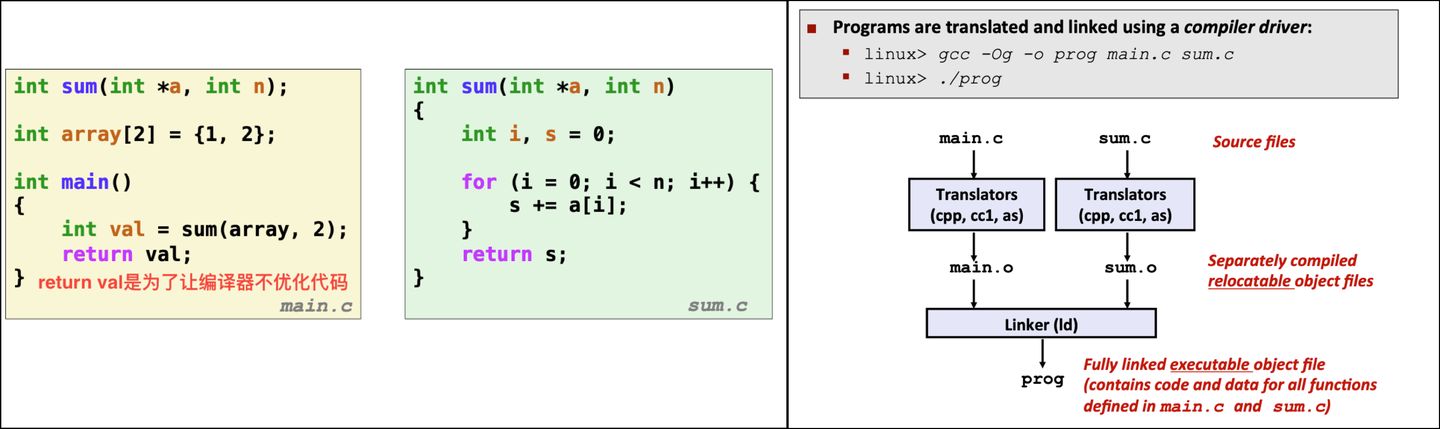 int sum(int *a, int n);
int array[2] = {1, 2};
int main()
{
    int val = sum(array, 2);
    return val;
}
return val是为了让编译器不优化代码
main.c
int sum(int *a, int n)
{
    int i, s = 0;
    for (i = 0; i < n; i++) {
        s += a[i];
    }
    return s;
}
sum.c
Programs are translated and linked using a compiler driver:
linux> gcc -Og -o prog main.c sum.c
linux> ./prog
main.c
sum.c
Source files
Translators
(cpp, cc1, as)
Translators
(cpp, cc1, as)
main.o
sum.o
Separately compiled
relocatable object files
Linker (ld)
prog
Fully linked executable object file
(contains code and data for all functions
defined in main.c and sum.c)